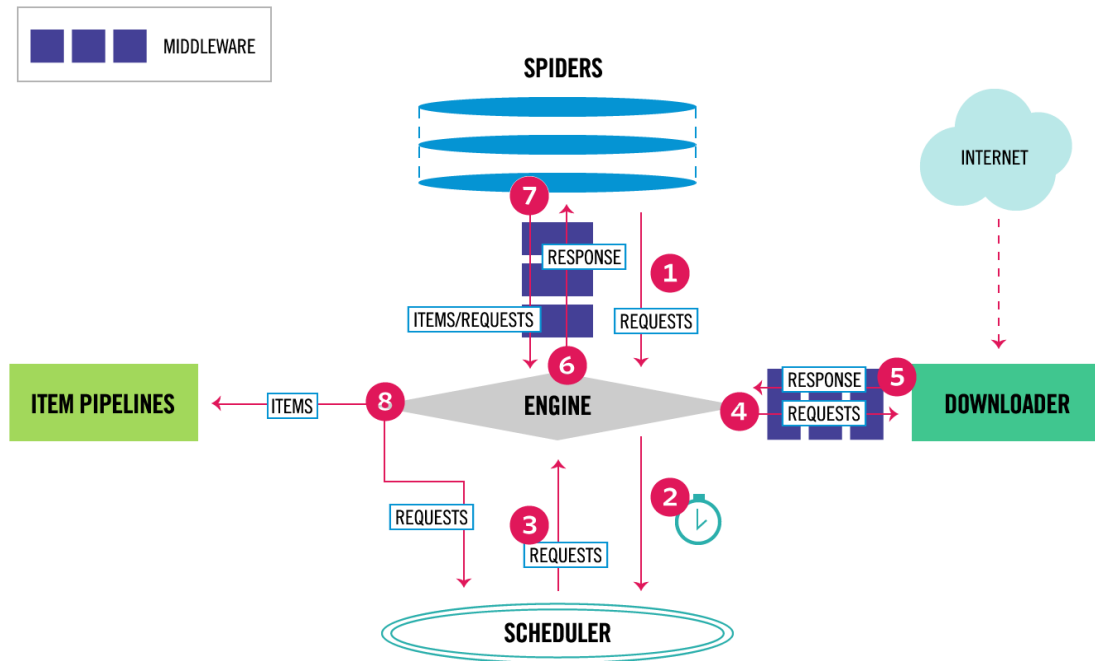 MIDDLEWARE
SPIDERS
INTERNET
7
RESPONSE
1
ITEMS/REQUESTS
REQUESTS
6
ITEM PIPELINES
ITEMS
8
ENGINE
4
RESPONSE
5
REQUESTS
DOWNLOADER
REQUESTS
3
REQUESTS
2
SCHEDULER